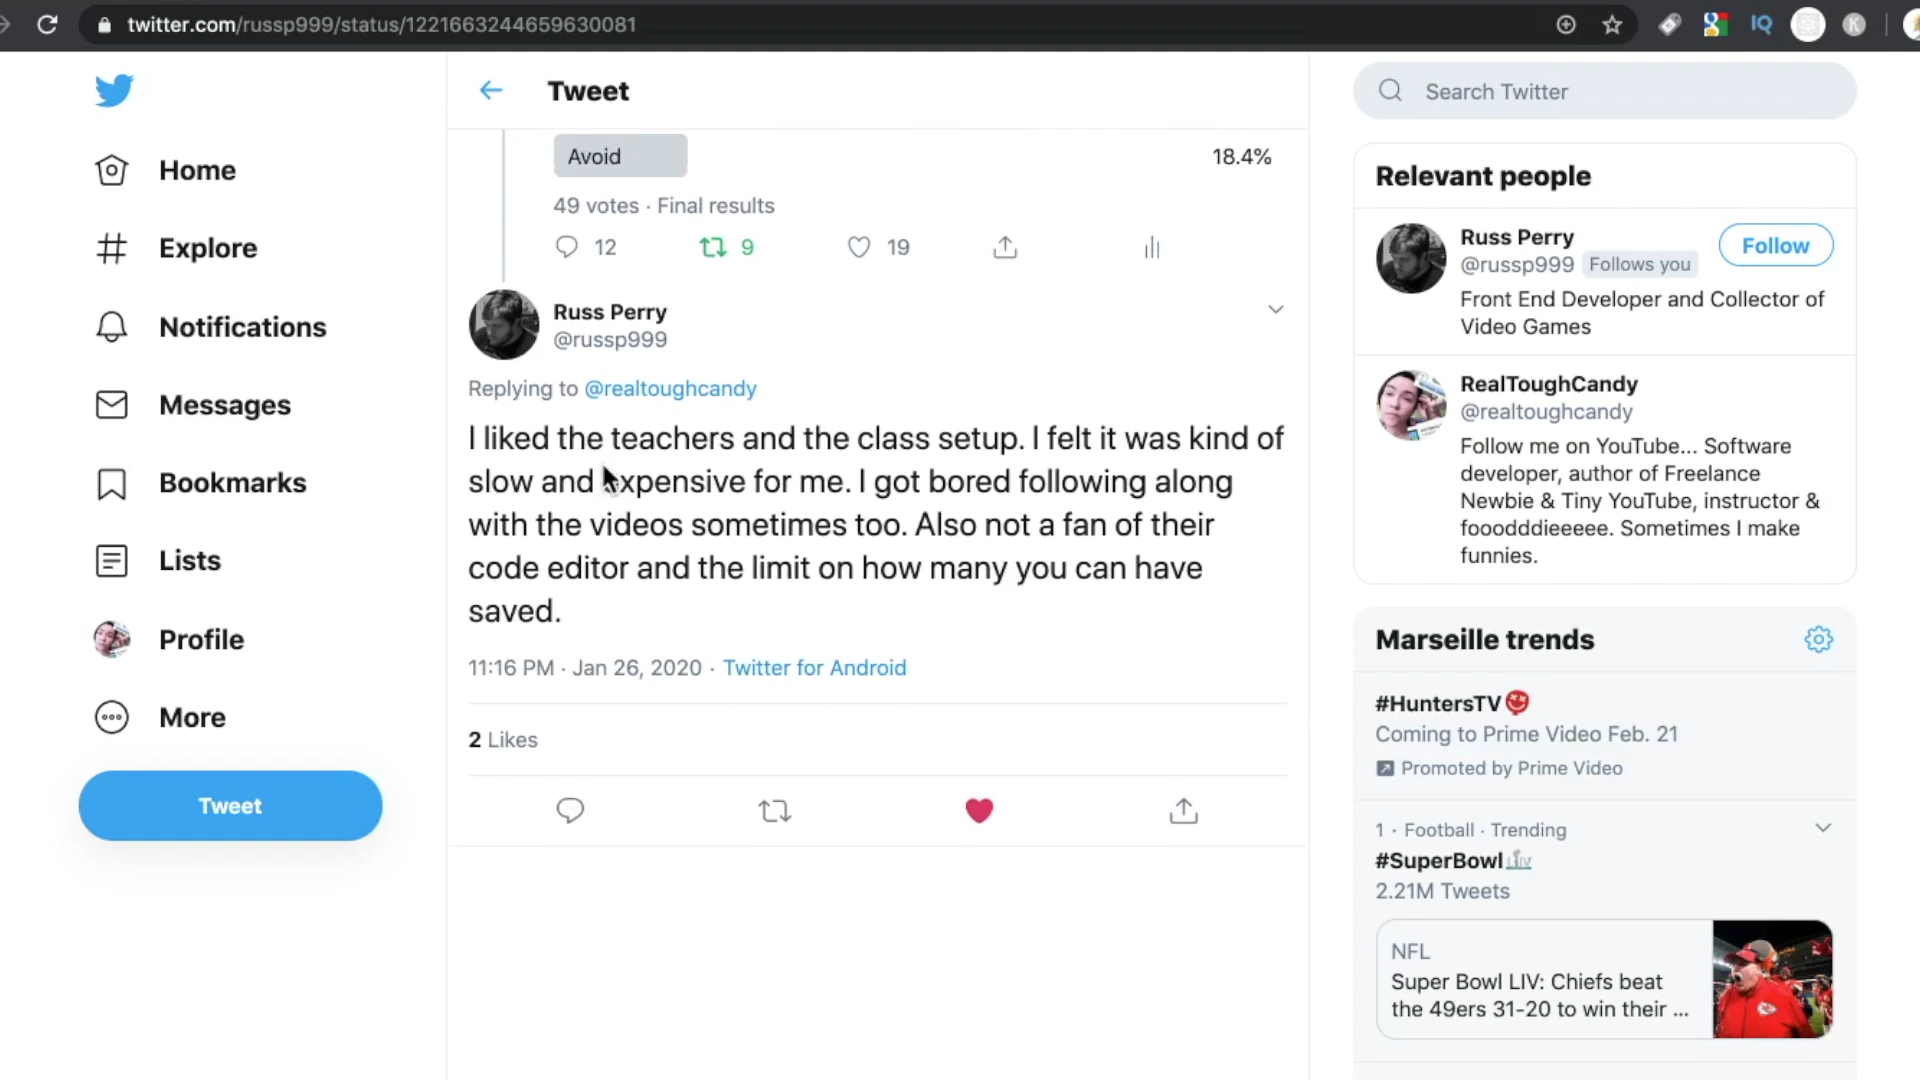 twitter.com/russp999/status/1221663244659630081
IQ
K
Home
Explore
Notifications
Messages
Bookmarks
Lists
Profile
More
Tweet
Tweet
Avoid
18.4%
49 votes · Final results
12
9
19
Russ Perry
@russp999
Replying to @realtoughcandy
I liked the teachers and the class setup. I felt it was kind of
slow and expensive for me. I got bored following along
with the videos sometimes too. Also not a fan of their
code editor and the limit on how many you can have
saved.
11:16 PM · Jan 26, 2020 · Twitter for Android
2 Likes
Search Twitter
Relevant people
Russ Perry
@russp999 Follows you
Follow
Front End Developer and Collector of
Video Games
RealToughCandy
@realtoughcandy
Follow me on YouTube... Software
developer, author of Freelance
Newbie & Tiny YouTube, instructor &
fooodddieeeee. Sometimes I make
funnies.
Marseille trends
#HuntersTV
Coming to Prime Video Feb. 21
Promoted by Prime Video
1 · Football · Trending
#SuperBowl
2.21M Tweets
NFL
Super Bowl LIV: Chiefs beat
the 49ers 31-20 to win their ...